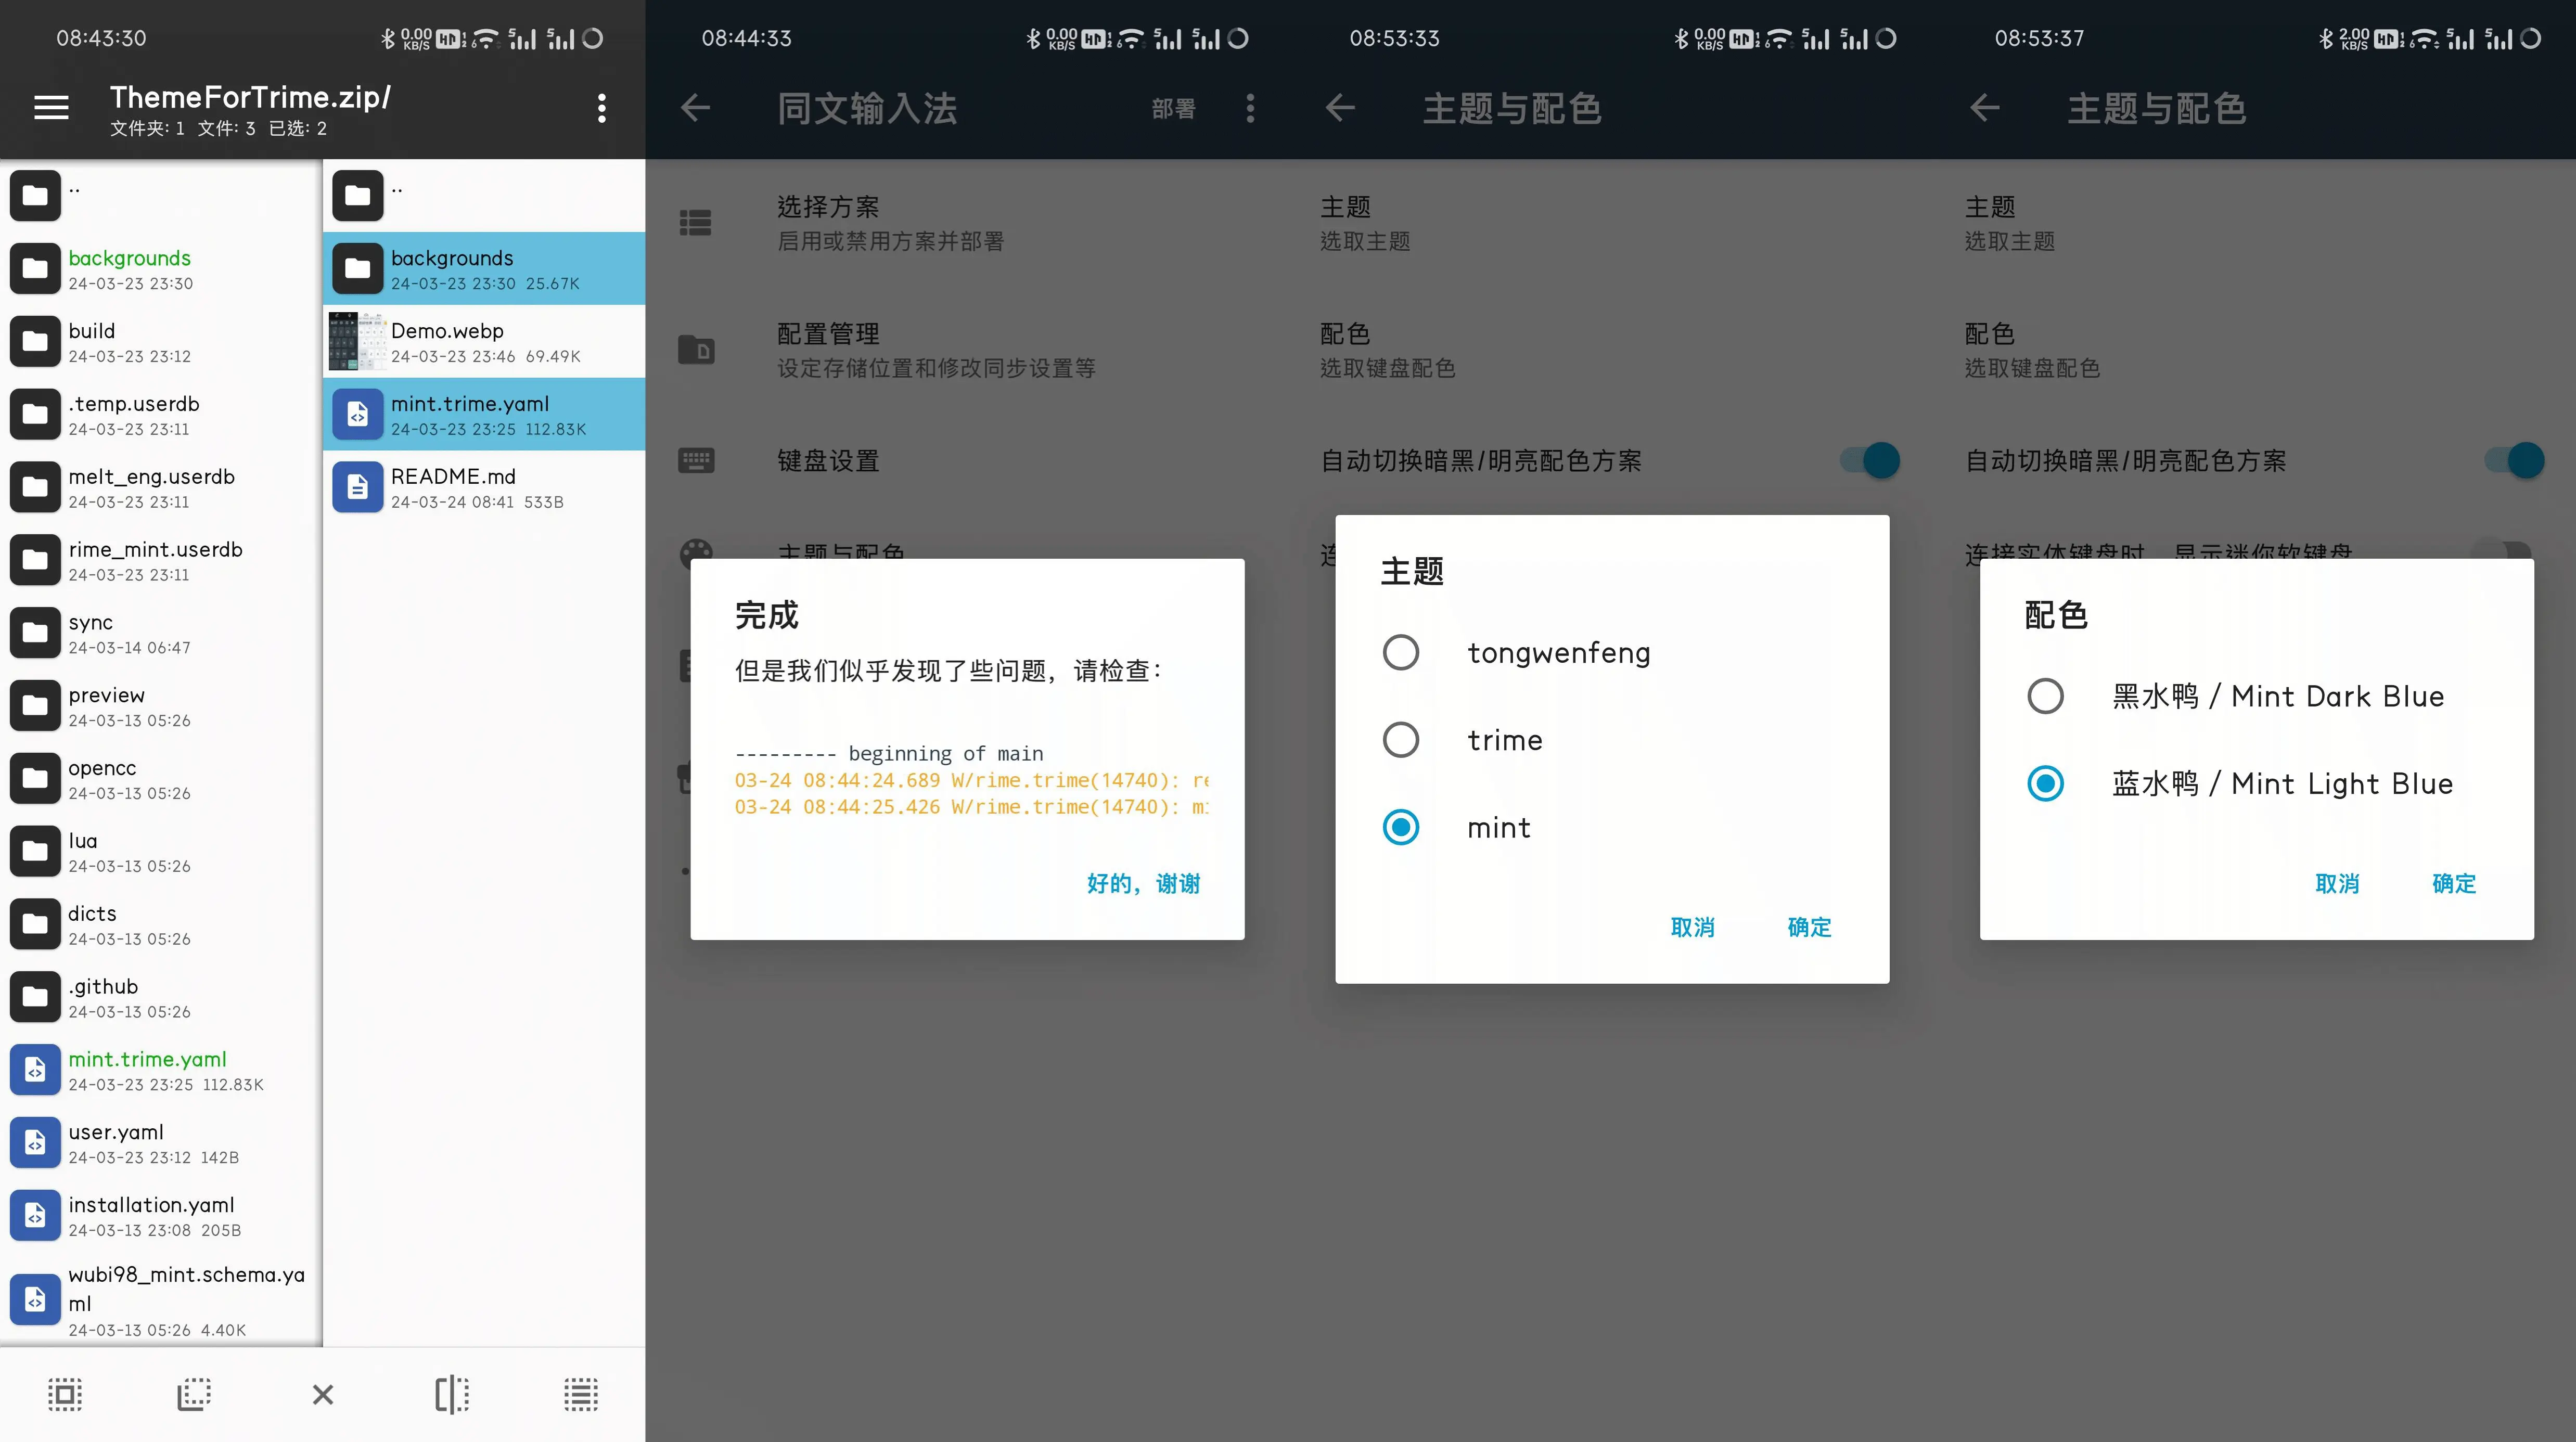 08:43:30
0.00
KB/S
ThemeForTrime.zip/
文件夹: 1 文件: 3 已选: 2
..
backgrounds
24-03-23 23:30
build
24-03-23 23:12
.temp.userdb
24-03-23 23:11
melt_eng.userdb
24-03-23 23:11
rime_mint.userdb
24-03-23 23:11
sync
24-03-14 06:47
preview
24-03-13 05:26
opencc
24-03-13 05:26
lua
24-03-13 05:26
dicts
24-03-13 05:26
.github
24-03-13 05:26
mint.trime.yaml
24-03-23 23:25 112.83K
user.yaml
24-03-23 23:12 142B
installation.yaml
24-03-13 23:08 205B
wubi98_mint.schema.ya
ml
24-03-13 05:26 4.40K
..
backgrounds
24-03-23 23:30 25.67K
Demo.webp
24-03-23 23:46 69.49K
mint.trime.yaml
24-03-23 23:25 112.83K
README.md
24-03-24 08:41 533B
08:44:33
0.00
KB/S
同文输入法
部署
选择方案
启用或禁用方案并部署
配置管理
设定存储位置和修改同步设置等
键盘设置
主题与配色
完成
但是我们似乎发现了些问题，请检查：
--------- beginning of main
03-24 08:44:24.689 W/rime.trime(14740): re
03-24 08:44:25.426 W/rime.trime(14740): mi
好的，谢谢
08:53:33
0.00
KB/S
主题与配色
主题
选取主题
配色
选取键盘配色
自动切换暗黑/明亮配色方案
连
主题
tongwenfeng
trime
mint
取消
确定
08:53:37
2.00
KB/S
主题与配色
主题
选取主题
配色
选取键盘配色
自动切换暗黑/明亮配色方案
连接实体键盘时，显示迷你软键盘
配色
黑水鸭 / Mint Dark Blue
蓝水鸭 / Mint Light Blue
取消
确定